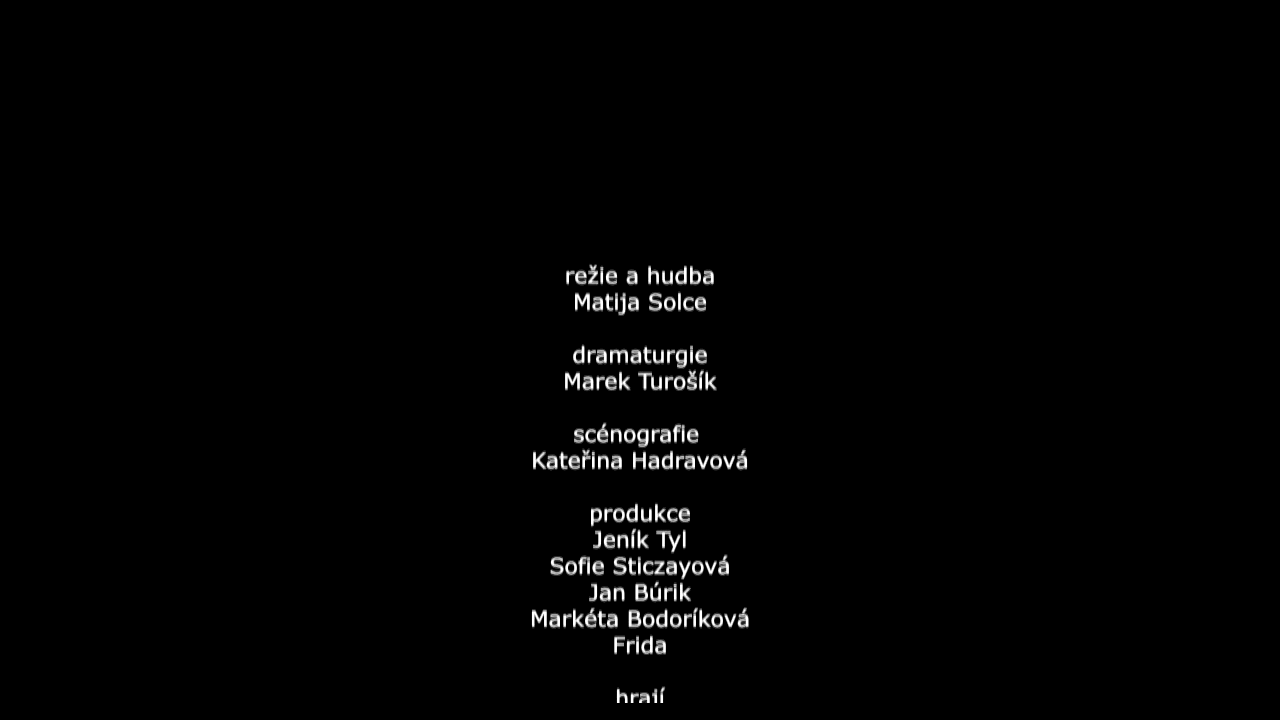 režie a hudba
Matija Solce
dramaturgie
Marek Turošík
scénografie
Kateřina Hadravová
produkce
Jeník Tyl
Sofie Sticzayová
Jan Búrik
Markéta Bodoríková
Frida
hrají